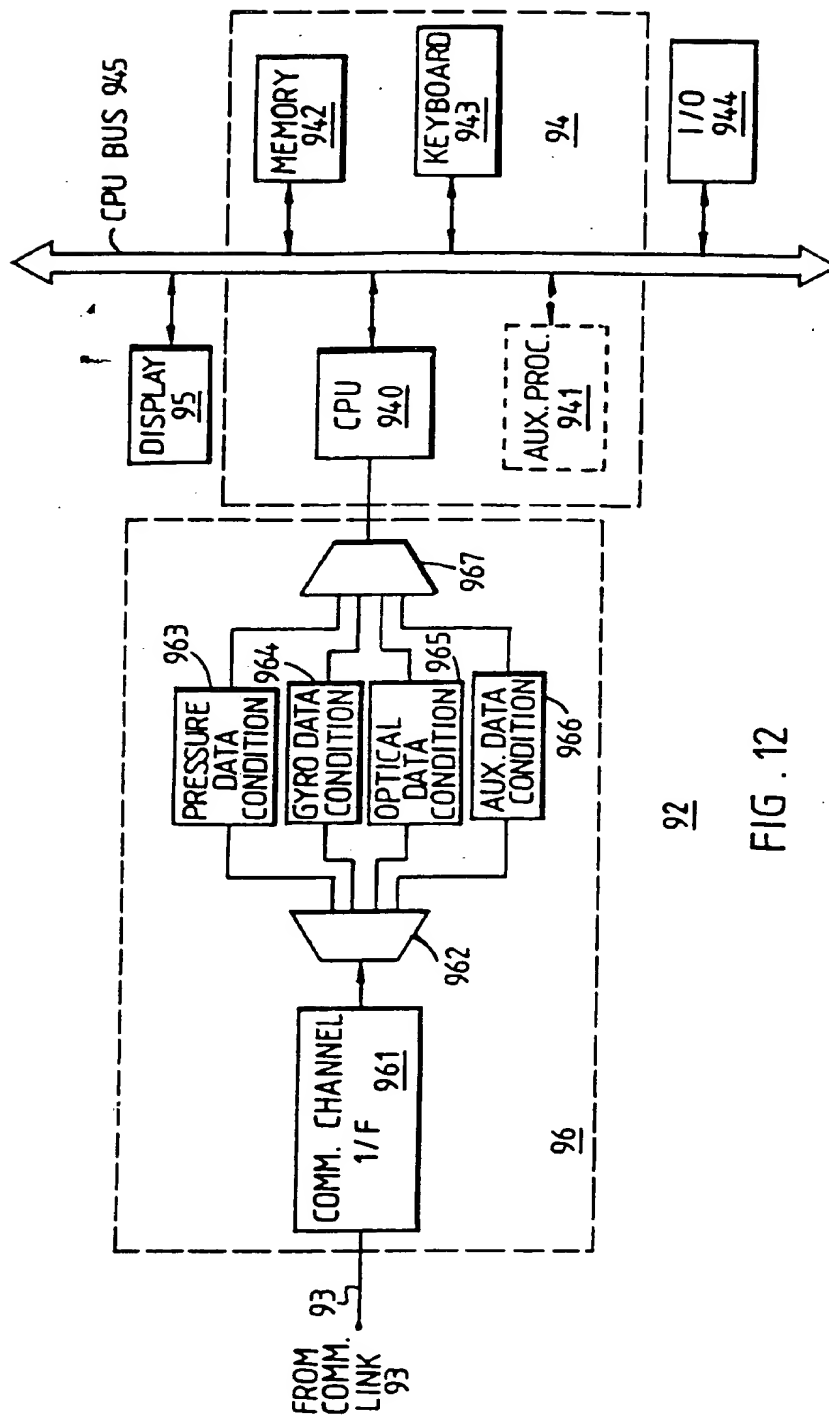 FROM
COMM.
LINK
93
93
COMM. CHANNEL
1/F
961
96
962
PRESSURE
DATA
CONDITION
963
GYRO DATA
CONDITION
964
OPTICAL
DATA
CONDITION
965
AUX. DATA
CONDITION
966
967
92
DISPLAY
95
CPU
940
AUX. PROC.
941
CPU BUS 945
MEMORY
942
KEYBOARD
943
94
I/O
944
FIG. 12